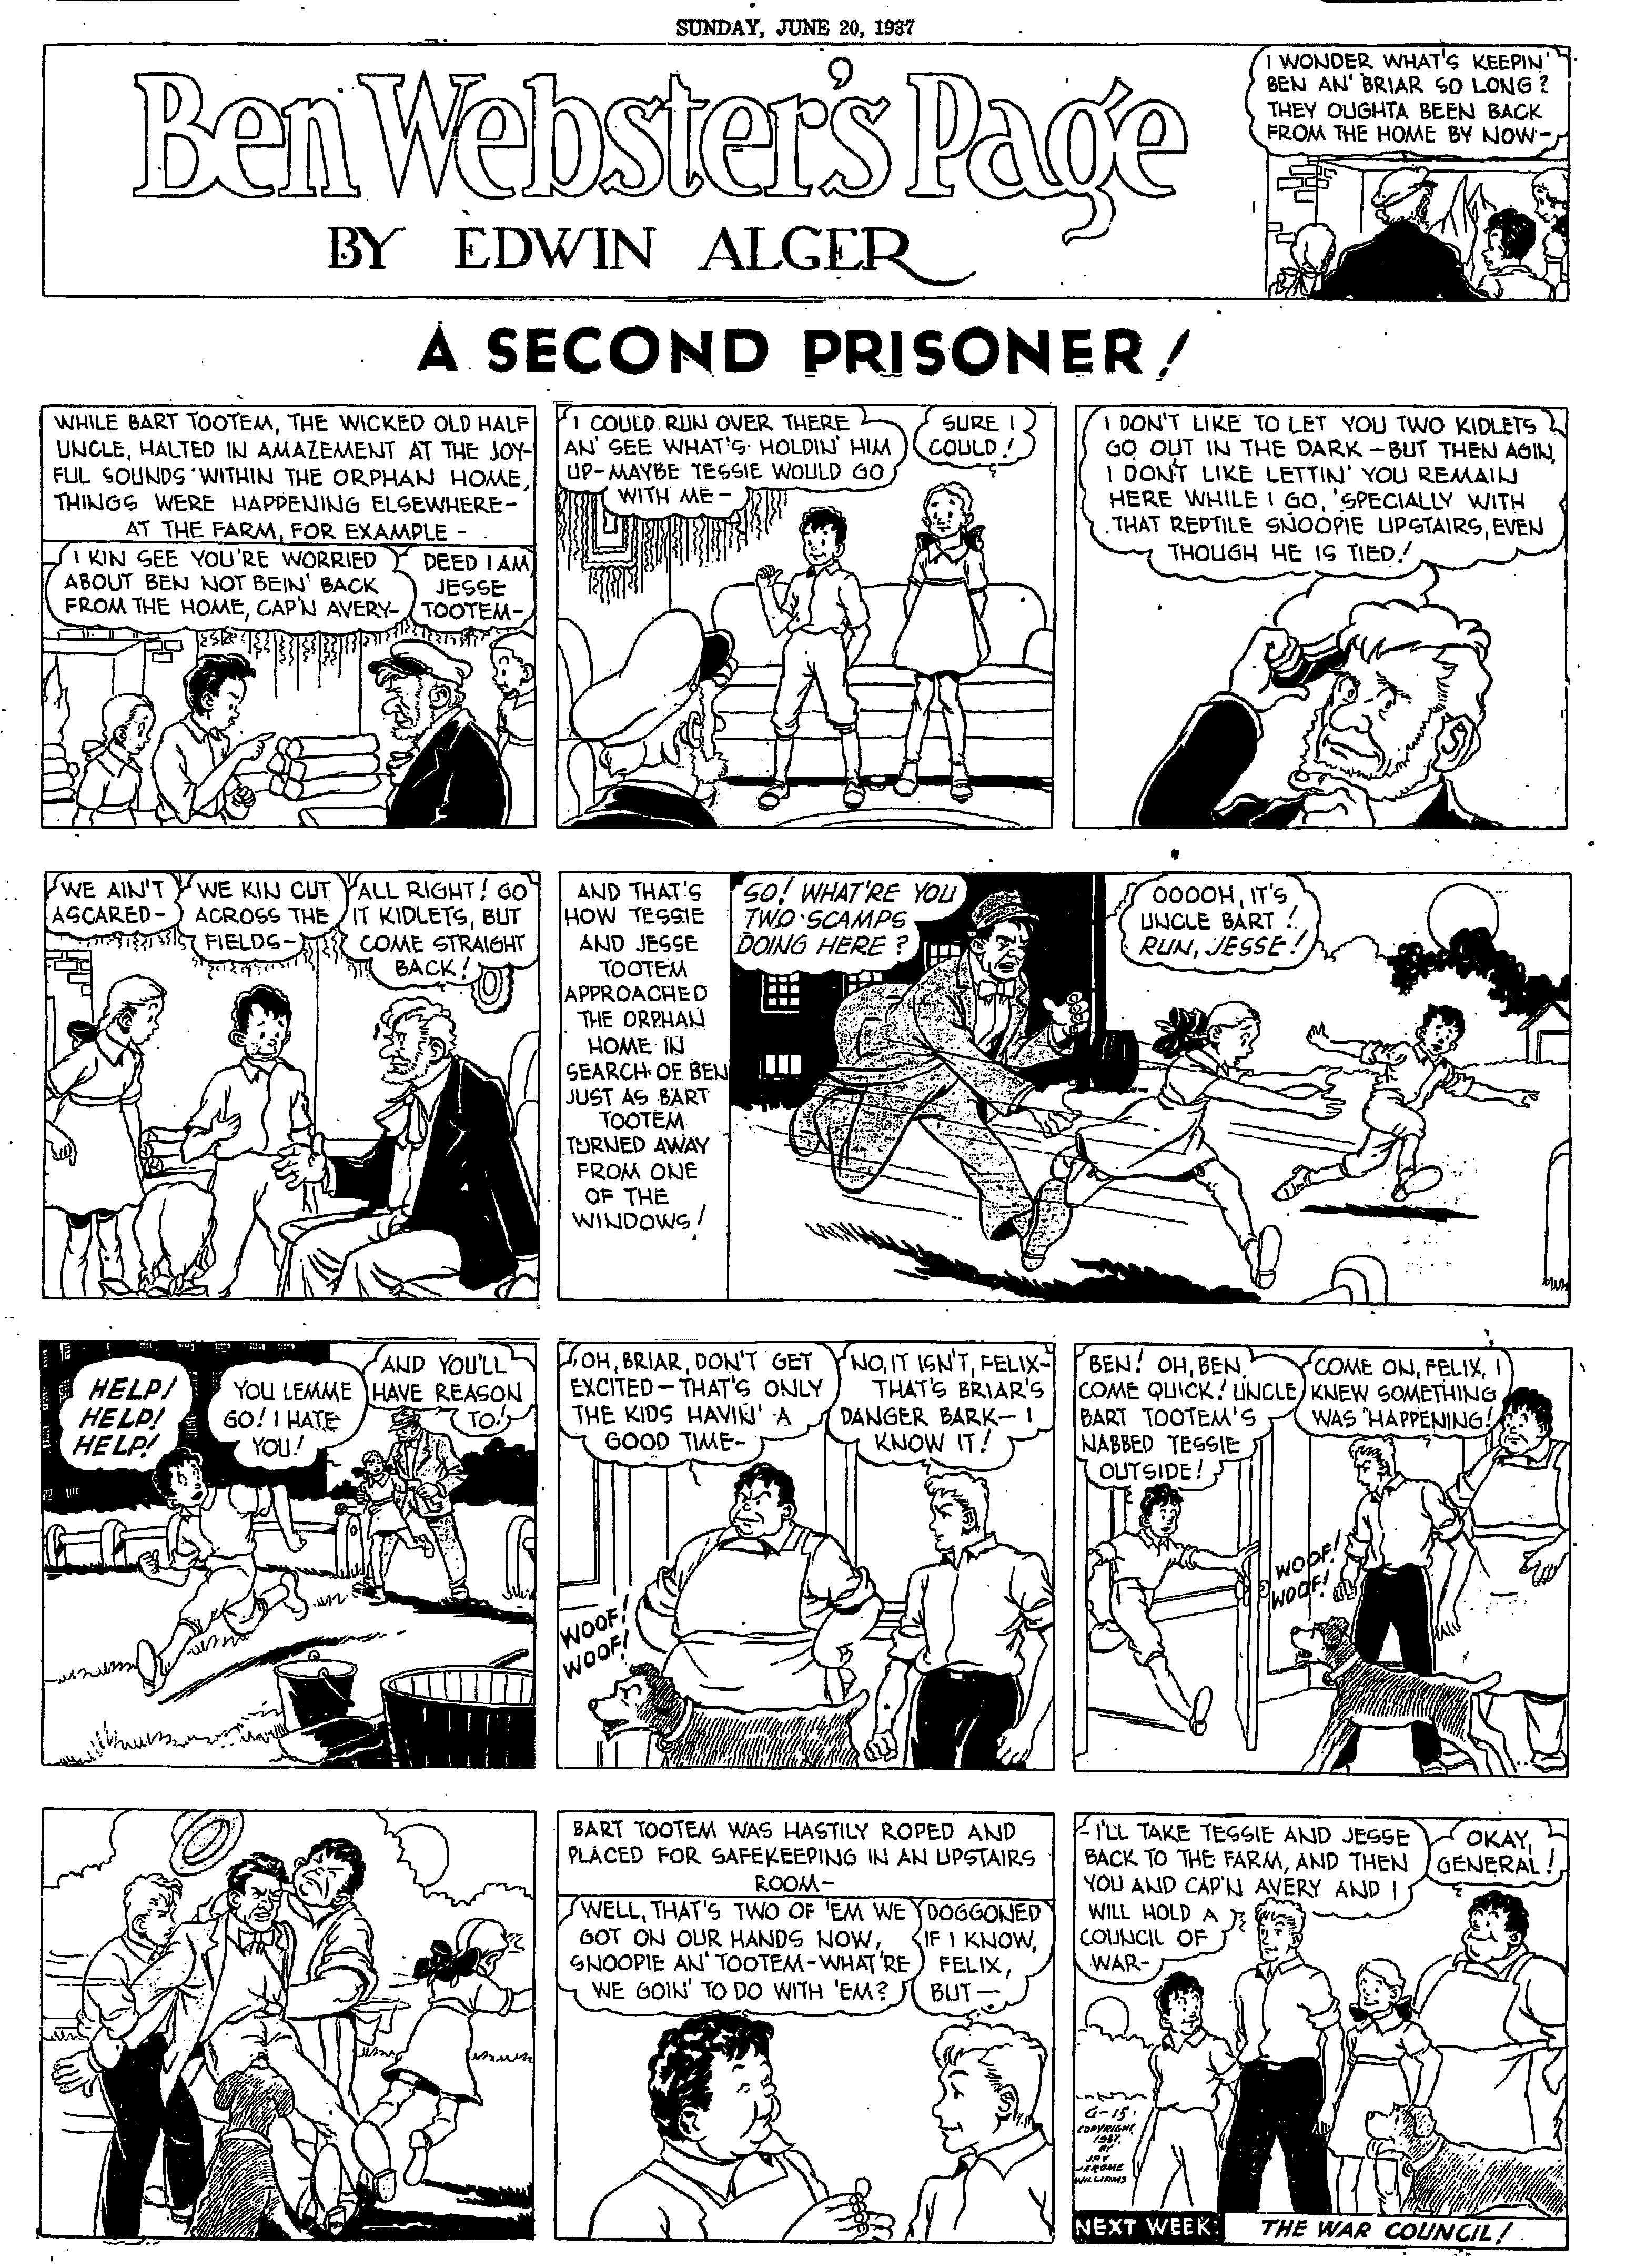 SUNDAY, JUNE 20, 1937
Ben Webster's Page
BY EDWIN ALGER
I WONDER WHAT'S KEEPIN'
BEN AN' BRIAR SO LONG?
THEY OUGHTA BEEN BACK
FROM THE HOME BY NOW-
A SECOND PRISONER!
WHILE BART TOOTEM, THE WICKED OLD HALF
UNCLE, HALTED IN AMAZEMENT AT THE JOY-
FUL SOUNDS WITHIN THE ORPHAN HOME,
THINGS WERE HAPPENING ELSEWHERE-
AT THE FARM, FOR EXAMPLE-
I KIN SEE YOU'RE WORRIED
ABOUT BEN NOT BEIN' BACK
FROM THE HOME, CAP'N AVERY-
DEED I AM,
JESSE
TOOTEM-
I COULD RUN OVER THERE
AN' SEE WHAT'S HOLDIN' HIM
UP-MAYBE TESSIE WOULD GO
WITH ME-
SURE I
COULD!
I DON'T LIKE TO LET YOU TWO KIDLETS
GO OUT IN THE DARK-BUT THEN AGIN,
I DON'T LIKE LETTIN' YOU REMAIN
HERE WHILE I GO, 'SPECIALLY WITH
THAT REPTILE SNOOPIE UPSTAIRS, EVEN
THOUGH HE IS TIED!
WE AIN'T
ASCARED-
WE KIN CUT
ACROSS THE
FIELDS-
ALL RIGHT! GO
IT KIDLETS, BUT
COME STRAIGHT
BACK!
AND THAT'S
HOW TESSIE
AND JESSE
TOOTEM
APPROACHED
THE ORPHAN
HOME IN
SEARCH OF BEN
JUST AS BART
TOOTEM
TURNED AWAY
FROM ONE
OF THE
WINDOWS!
SO! WHAT'RE YOU
TWO SCAMPS
DOING HERE?
OOOOH, IT'S
UNCLE BART!
RUN, JESSE!
HELP!
HELP!
HELP!
YOU LEMME
GO! I HATE
YOU!
AND YOU'LL
HAVE REASON
TO!
OH, BRIAR, DON'T GET
EXCITED-THAT'S ONLY
THE KIDS HAVIN' A
GOOD TIME-
NO, IT ISN'T, FELIX-
THAT'S BRIAR'S
DANGER BARK- I
KNOW IT!
WOOF!
WOOF!
BEN! OH, BEN,
COME QUICK! UNCLE
BART TOOTEM'S
NABBED TESSIE
OUTSIDE!
COME ON, FELIX, I
KNEW SOMETHING
WAS HAPPENING!
WOOF!
WOOF!
BART TOOTEM WAS HASTILY ROPED AND
PLACED FOR SAFEKEEPING IN AN UPSTAIRS
ROOM-
WELL, THAT'S TWO OF 'EM WE
GOT ON OUR HANDS NOW,
SNOOPIE AN' TOOTEM-WHAT'RE
WE GOIN' TO DO WITH 'EM?
DOGGONED
IF I KNOW,
FELIX,
BUT-
-I'LL TAKE TESSIE AND JESSE
BACK TO THE FARM, AND THEN
YOU AND CAP'N AVERY AND I
WILL HOLD A
COUNCIL OF
WAR-
OKAY,
GENERAL!
6-15
COPYRIGHT,
1937,
BY
JAY
JEROME
WILLIAMS
NEXT WEEK: THE WAR COUNCIL!